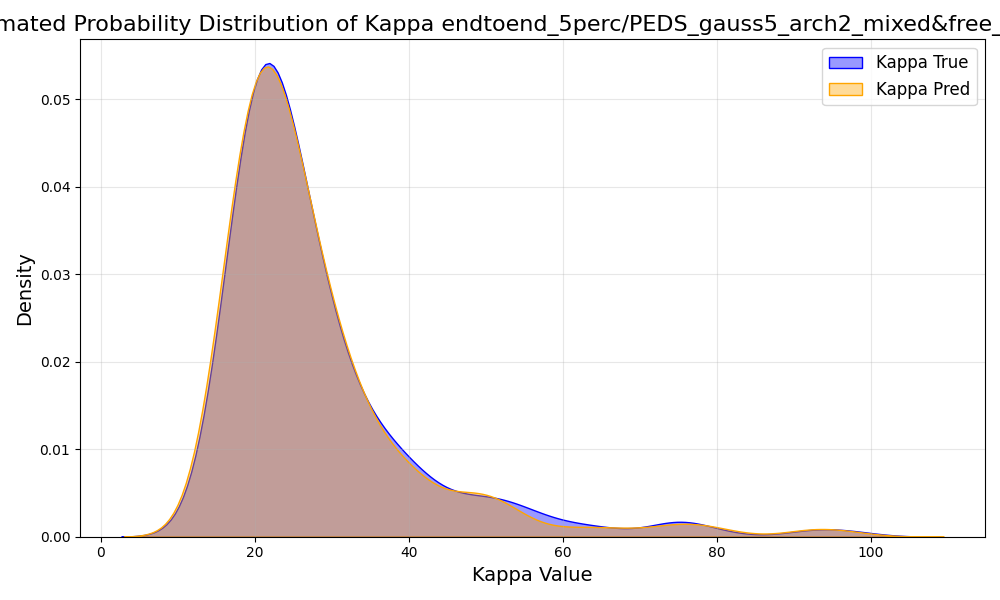 mated Probability Distribution of Kappa endtoend_5perc/PEDS_gauss5_arch2_mixed&free_
Kappa True
Kappa Pred
Density
0.05
0.04
0.03
0.02
0.01
0.00
0 20 40 60 80 100
Kappa Value